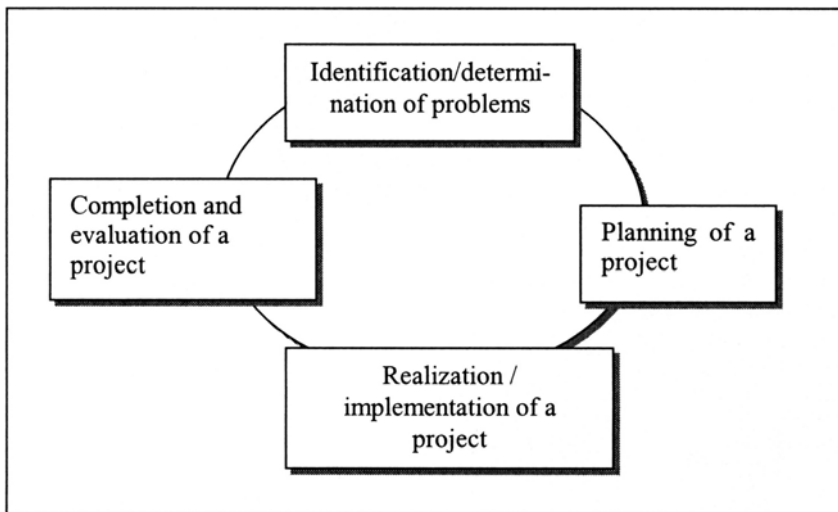 Identification/determi-
nation of problems
Completion and
evaluation of a
project
Planning of a
project
Realization /
implementation of a
project